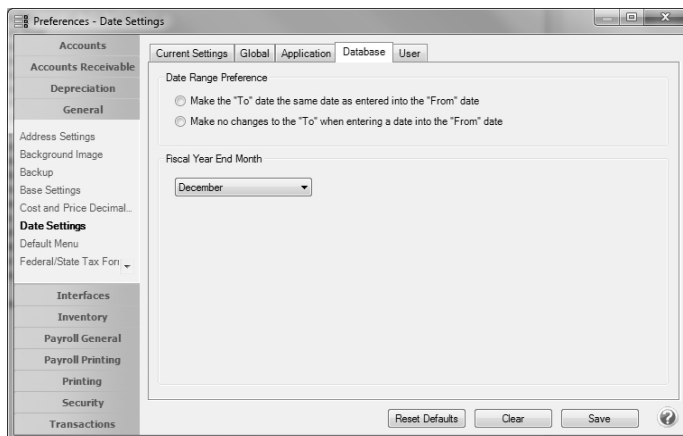 Preferences - Date Settings
Accounts
Accounts Receivable
Depreciation
General
Address Settings
Background Image
Backup
Base Settings
Cost and Price Decimal...
Date Settings
Default Menu
Federal/State Tax For
Interfaces
Inventory
Payroll General
Payroll Printing
Printing
Security
Transactions
Current Settings Global Application Database User
Date Range Preference
Make the "To" date the same date as entered into the "From" date
Make no changes to the "To" when entering a date into the "From" date
Fiscal Year End Month
December
Reset Defaults Clear Save ?